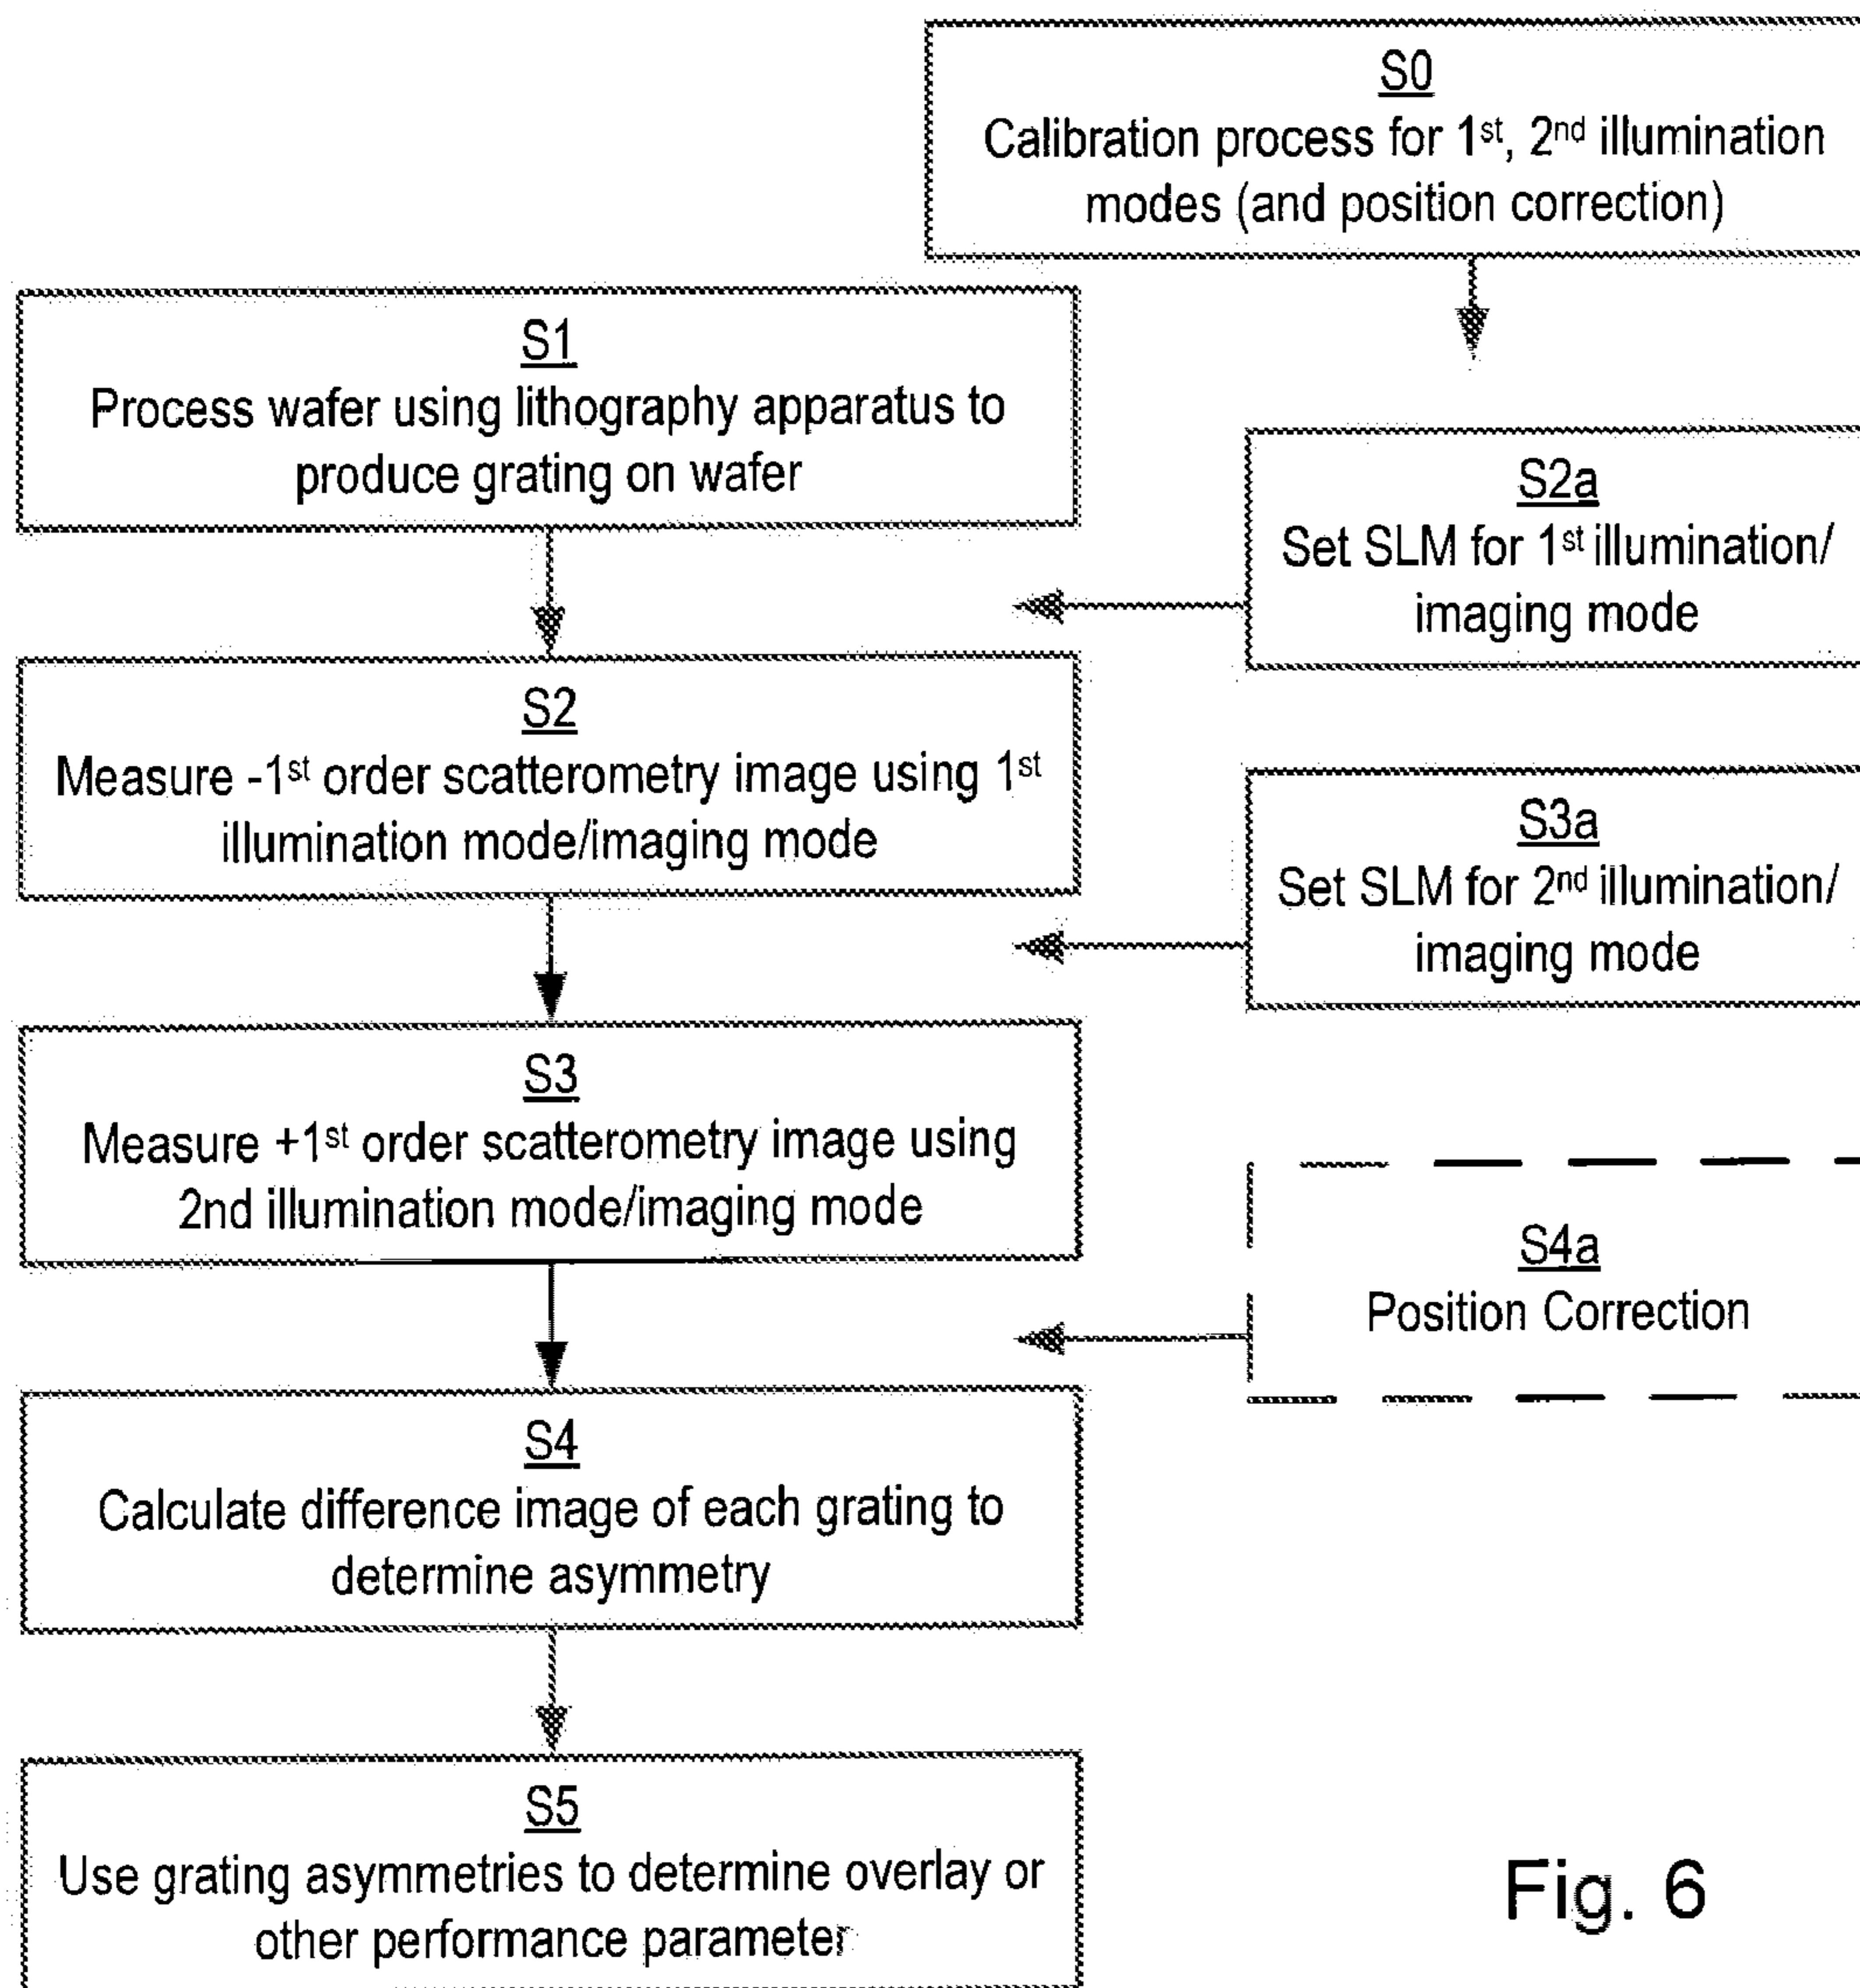 S0
Calibration process for 1st, 2nd illumination
modes (and position correction)
S1
Process wafer using lithography apparatus to
produce grating on wafer
S2a
Set SLM for 1st illumination/
imaging mode
S2
Measure -1st order scatterometry image using 1st
illumination mode/imaging mode
S3a
Set SLM for 2nd illumination/
imaging mode
S3
Measure +1st order scatterometry image using
2nd illumination mode/imaging mode
S4a
Position Correction
S4
Calculate difference image of each grating to
determine asymmetry
S5
Use grating asymmetries to determine overlay or
other performance parameter
Fig. 6